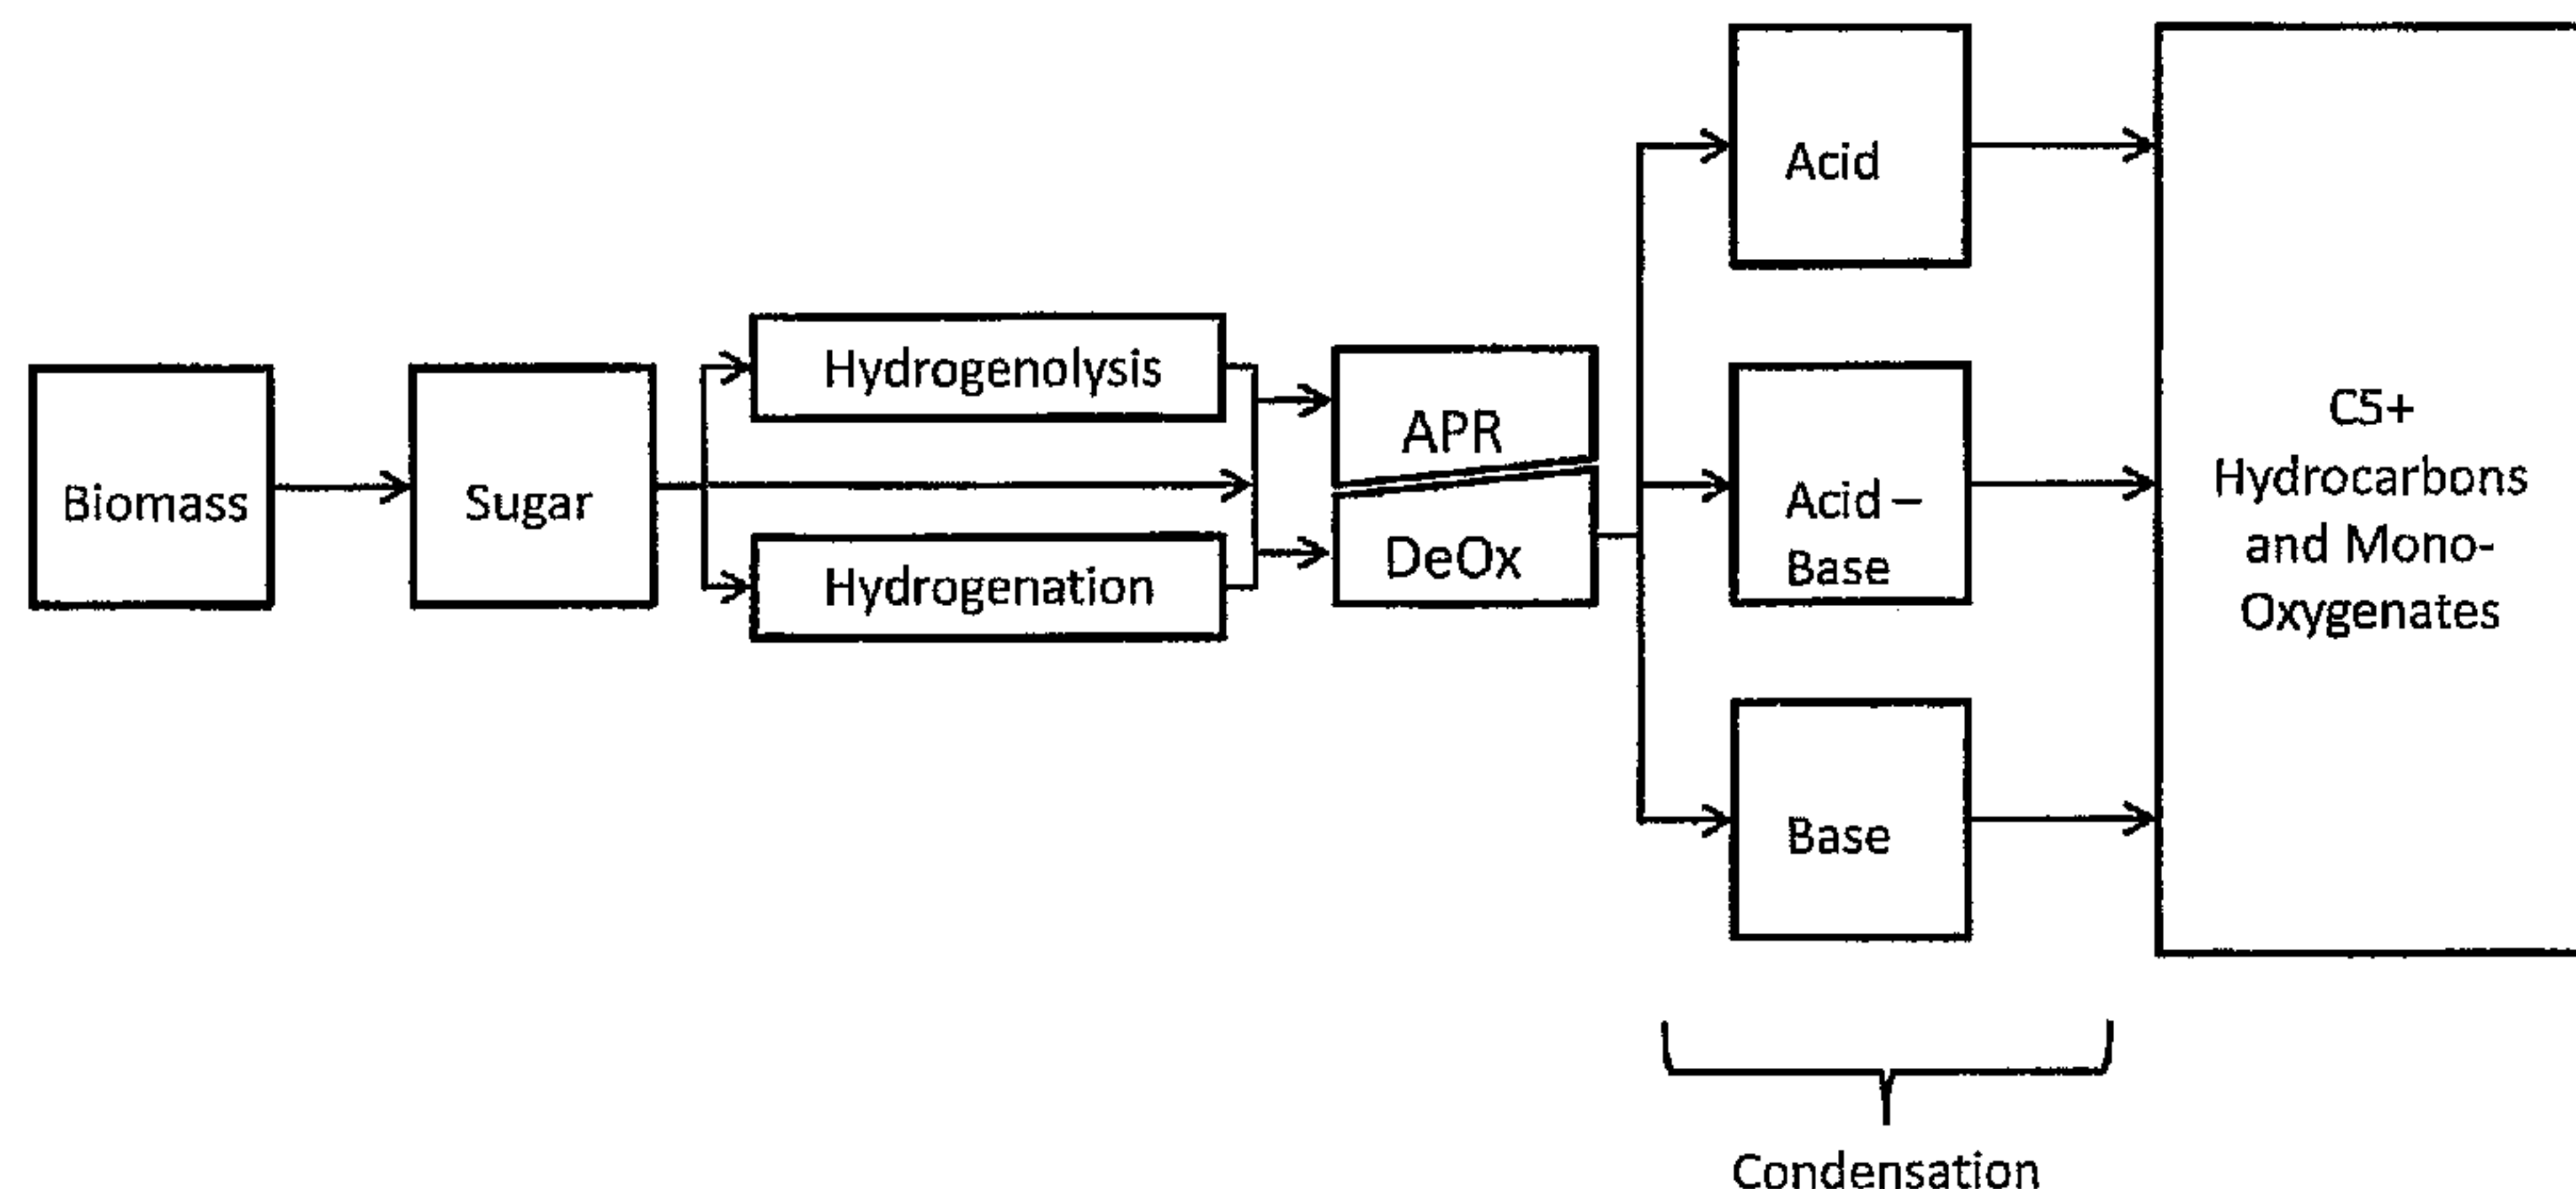 Biomass
Sugar
Hydrogenolysis
Hydrogenation
APR
DeOx
Acid
Acid –
Base
Base
C5+
Hydrocarbons
and Mono-
Oxygenates
Condensation